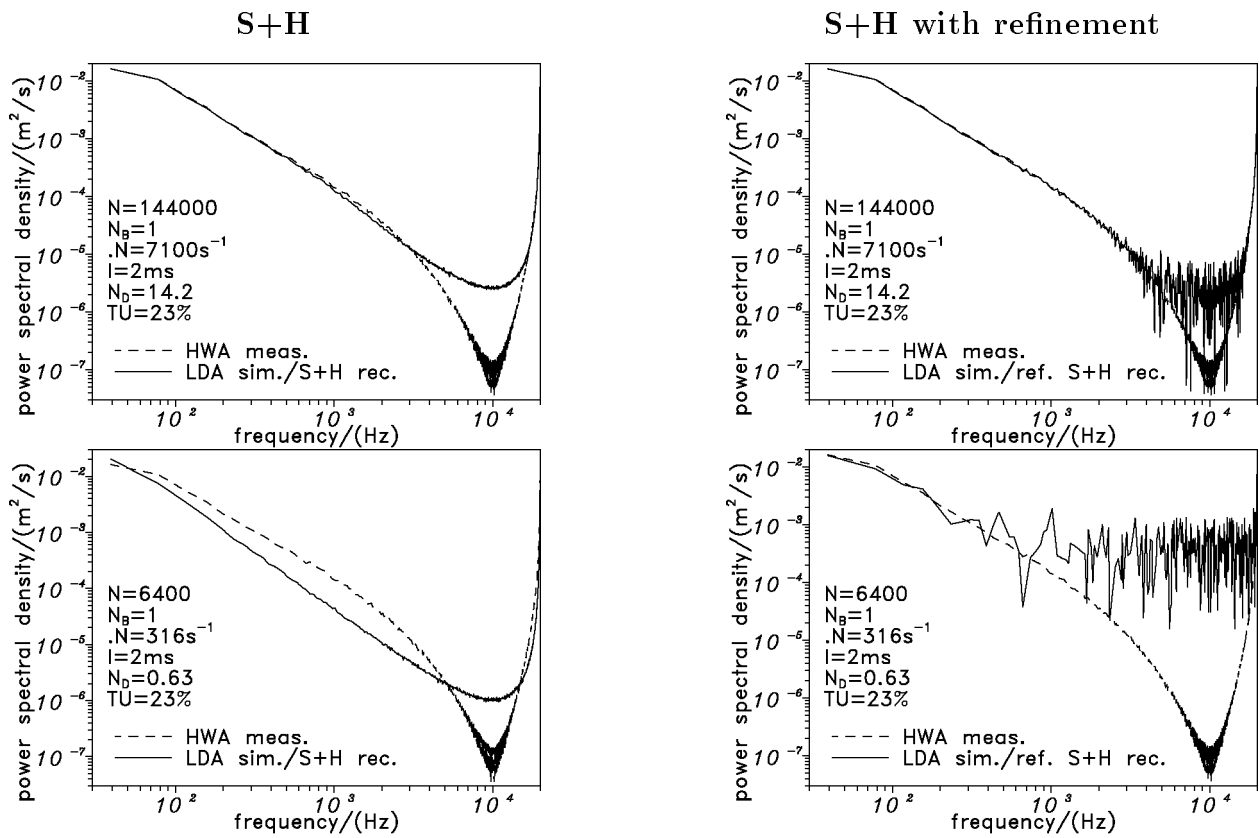 S+H
S+H with refinement
power spectral density/(m²/s)
10⁻²
10⁻³
10⁻⁴
10⁻⁵
10⁻⁶
10⁻⁷
N=144000
N_B=1
.N=7100s⁻¹
I=2ms
N_D=14.2
TU=23%
HWA meas.
LDA sim./S+H rec.
10²
10³
10⁴
frequency/(Hz)
power spectral density/(m²/s)
10⁻²
10⁻³
10⁻⁴
10⁻⁵
10⁻⁶
10⁻⁷
N=144000
N_B=1
.N=7100s⁻¹
I=2ms
N_D=14.2
TU=23%
HWA meas.
LDA sim./ref. S+H rec.
10²
10³
10⁴
frequency/(Hz)
power spectral density/(m²/s)
10⁻²
10⁻³
10⁻⁴
10⁻⁵
10⁻⁶
10⁻⁷
N=6400
N_B=1
.N=316s⁻¹
I=2ms
N_D=0.63
TU=23%
HWA meas.
LDA sim./S+H rec.
10²
10³
10⁴
frequency/(Hz)
power spectral density/(m²/s)
10⁻²
10⁻³
10⁻⁴
10⁻⁵
10⁻⁶
10⁻⁷
N=6400
N_B=1
.N=316s⁻¹
I=2ms
N_D=0.63
TU=23%
HWA meas.
LDA sim./ref. S+H rec.
10²
10³
10⁴
frequency/(Hz)